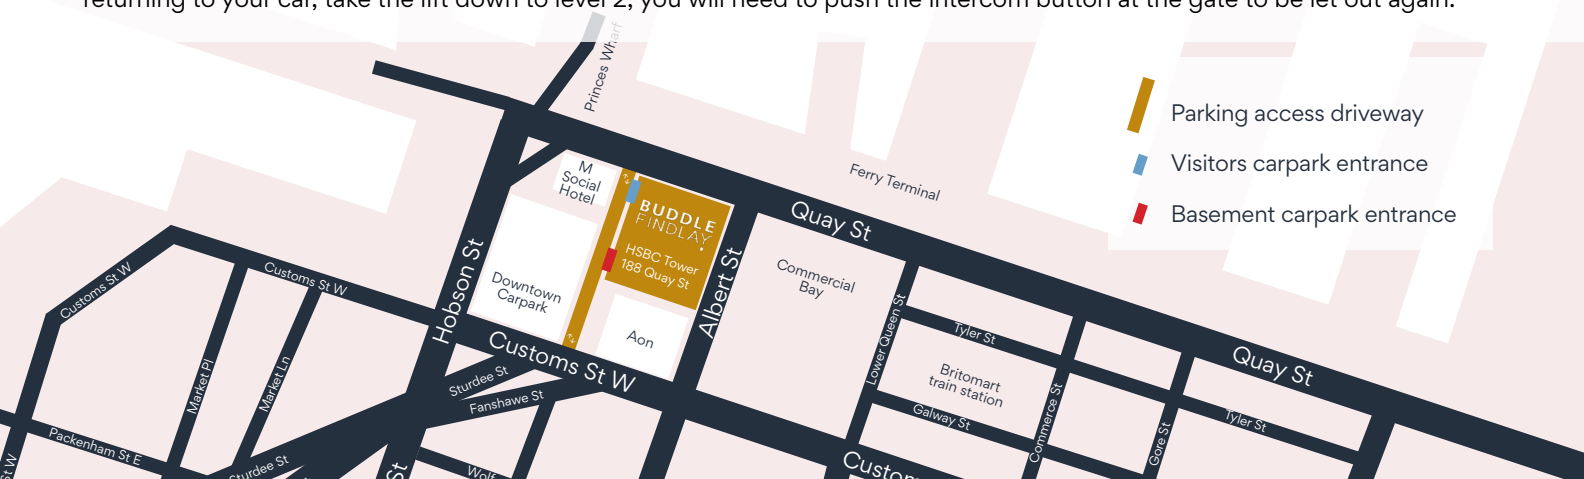 returning to your car, take the lift down to level 2, you will need to push the intercom button at the gate to be let out again.
Princes Wharf
Parking access driveway
Visitors carpark entrance
Basement carpark entrance
M
Social
Hotel
BUDDLE
FINDLAY
HSBC Tower
188 Quay St
Ferry Terminal
Quay St
Hobson St
Albert St
Commercial
Bay
Customs St W
Customs St W
Downtown
Carpark
Aon
Lower Queen St
Tyler St
Quay St
Customs St W
Market Pl
Market Ln
Sturdee St
Fanshawe St
Britomart
train station
Commerce St
Galway St
Gore St
Tyler St
Packenham St E
Sturdee St
St W
St
Wolf
Custom